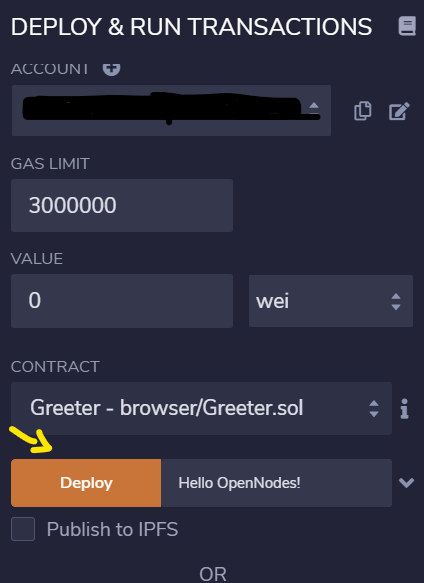 DEPLOY & RUN TRANSACTIONS
ACCOUNT
GAS LIMIT
3000000
VALUE
0 wei
CONTRACT
Greeter - browser/Greeter.sol
Deploy Hello OpenNodes!
Publish to IPFS
OR